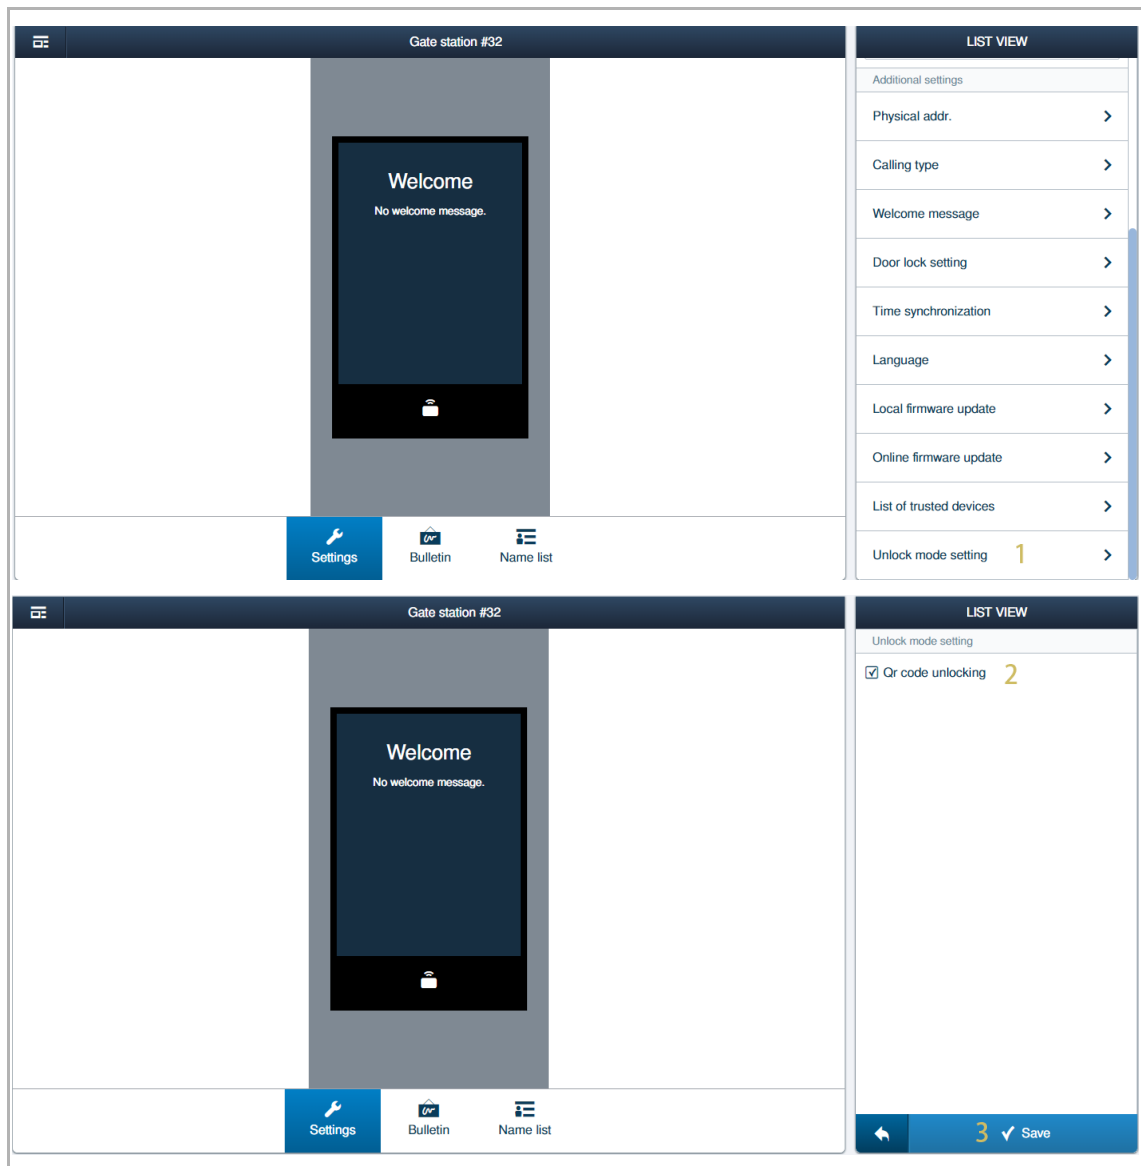 Gate station #32
LIST VIEW
Additional settings
Physical addr.
Calling type
Welcome message
Door lock setting
Time synchronization
Language
Local firmware update
Online firmware update
List of trusted devices
Unlock mode setting 1
Welcome
No welcome message.
Settings
Bulletin
Name list
Gate station #32
LIST VIEW
Unlock mode setting
Qr code unlocking 2
Welcome
No welcome message.
Settings
Bulletin
Name list
3 Save